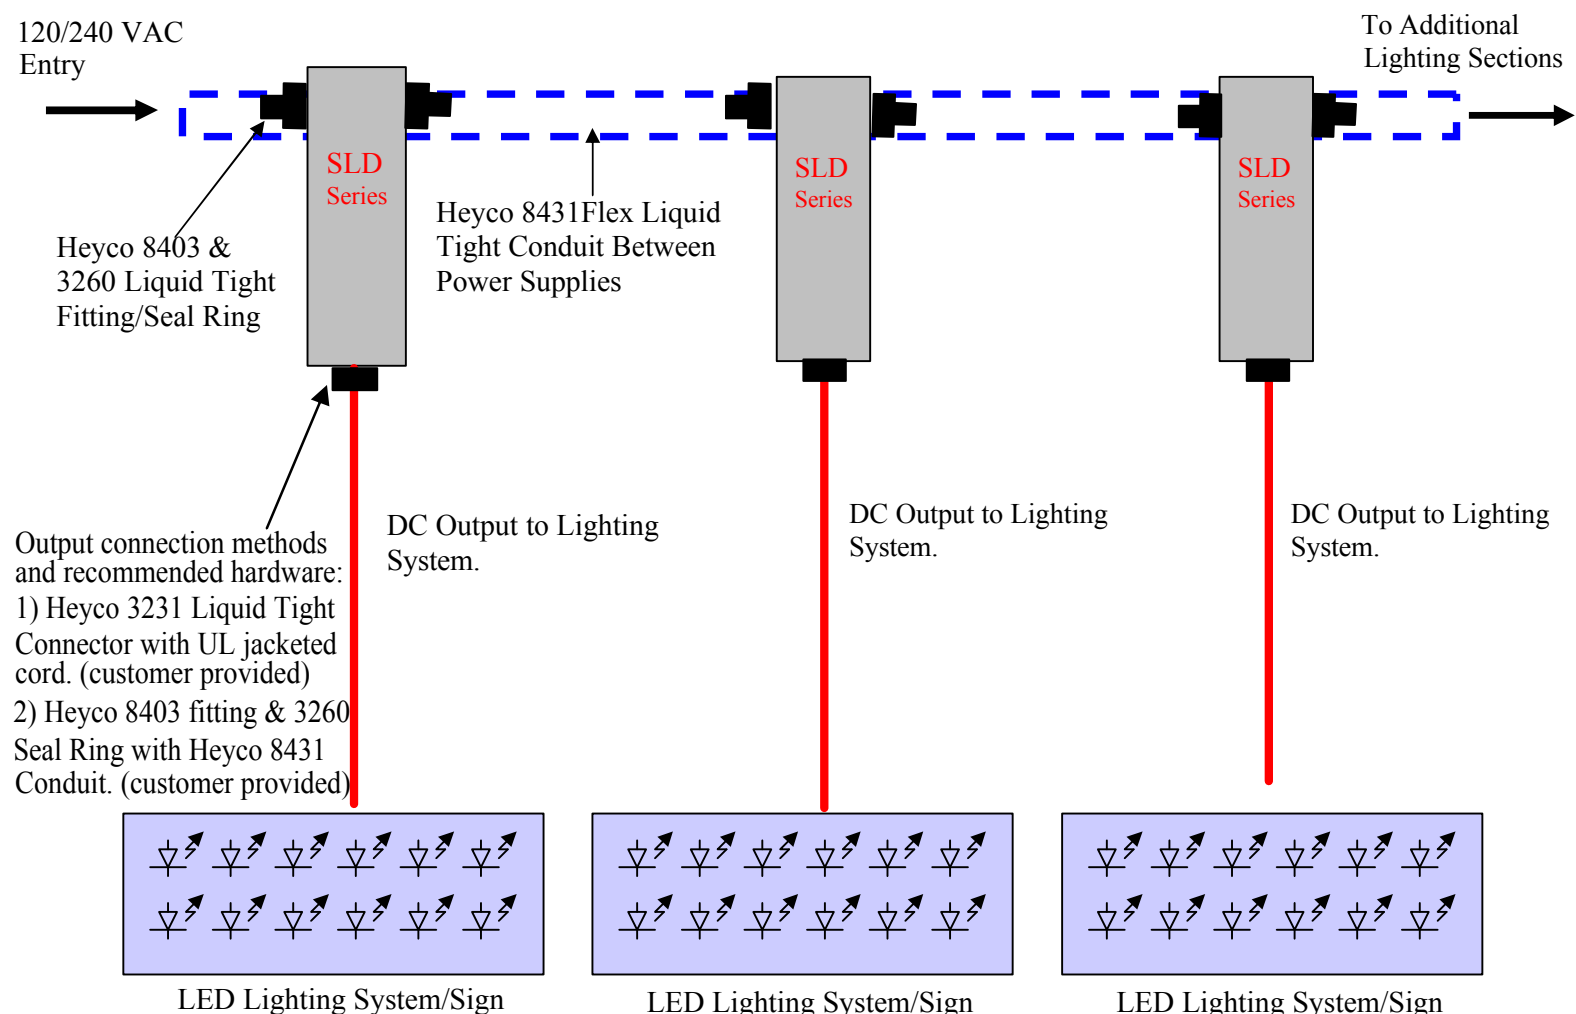 120/240 VAC
Entry
To Additional
Lighting Sections
SLD
Series
SLD
Series
SLD
Series
Heyco 8403 &
3260 Liquid Tight
Fitting/Seal Ring
Heyco 8431Flex Liquid
Tight Conduit Between
Power Supplies
Output connection methods
and recommended hardware:
1) Heyco 3231 Liquid Tight
Connector with UL jacketed
cord. (customer provided)
2) Heyco 8403 fitting & 3260
Seal Ring with Heyco 8431
Conduit. (customer provided)
DC Output to Lighting
System.
DC Output to Lighting
System.
DC Output to Lighting
System.
LED Lighting System/Sign
LED Lighting System/Sign
LED Lighting System/Sign